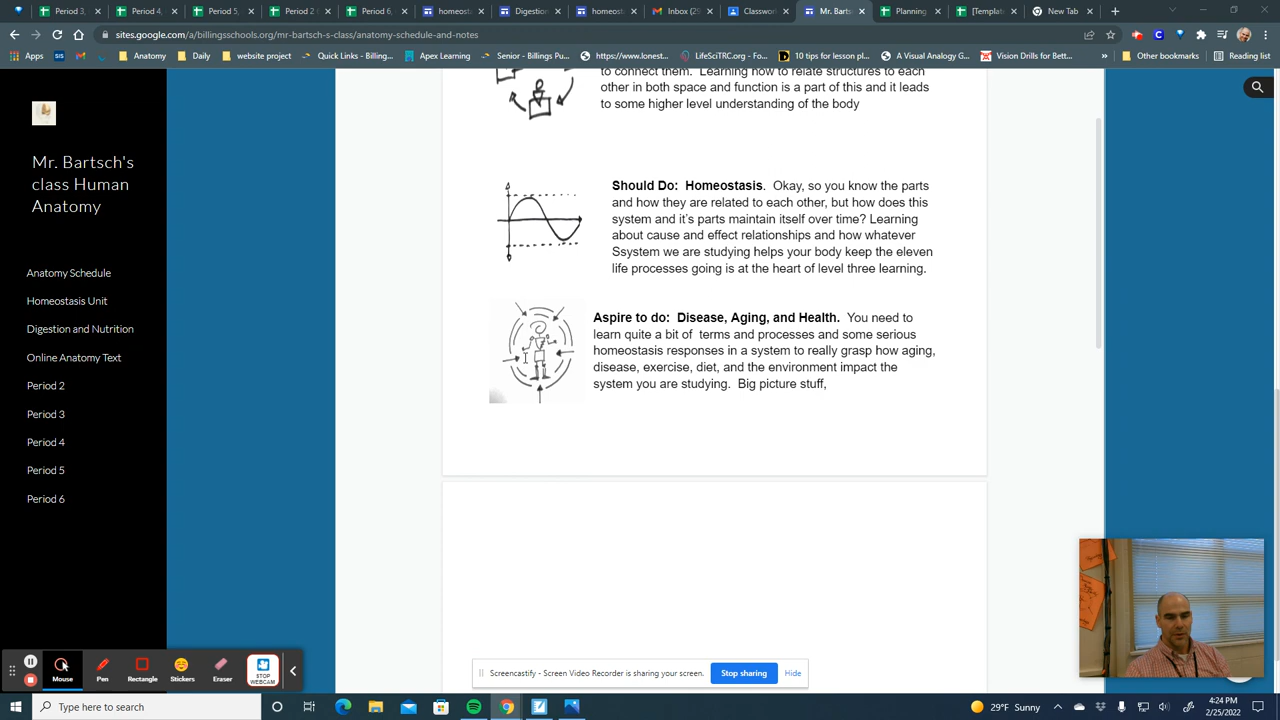 Period 3,
Period 4,
Period 5,
Period 2
Period 6,
homeosta
Digestion
homeosta
Inbox (25
Classwor
Mr. Barts
Planning
[Templat
New Tab
sites.google.com/a/billingsschools.org/mr-bartsch-s-class/anatomy-schedule-and-notes
Apps
SIS
Anatomy
Daily
website project
Quick Links - Billing...
Apex Learning
Senior - Billings Pu...
https://www.lonest...
LifeSciTRC.org - Fo...
10 tips for lesson pl...
A Visual Analogy G...
Vision Drills for Bett...
»
Other bookmarks
Reading list
Mr. Bartsch's
class Human
Anatomy
Anatomy Schedule
Homeostasis Unit
Digestion and Nutrition
Online Anatomy Text
Period 2
Period 3
Period 4
Period 5
Period 6
to connect them. Learning how to relate structures to each
other in both space and function is a part of this and it leads
to some higher level understanding of the body
Should Do: Homeostasis. Okay, so you know the parts
and how they are related to each other, but how does this
system and it's parts maintain itself over time? Learning
about cause and effect relationships and how whatever
Ssystem we are studying helps your body keep the eleven
life processes going is at the heart of level three learning.
Aspire to do: Disease, Aging, and Health. You need to
learn quite a bit of terms and processes and some serious
homeostasis responses in a system to really grasp how aging,
disease, exercise, diet, and the environment impact the
system you are studying. Big picture stuff,
Mouse
Pen
Rectangle
Stickers
Eraser
STOP
WEBCAM
Screencastify - Screen Video Recorder is sharing your screen.
Stop sharing
Hide
Type here to search
29°F Sunny
4:24 PM
2/25/2022